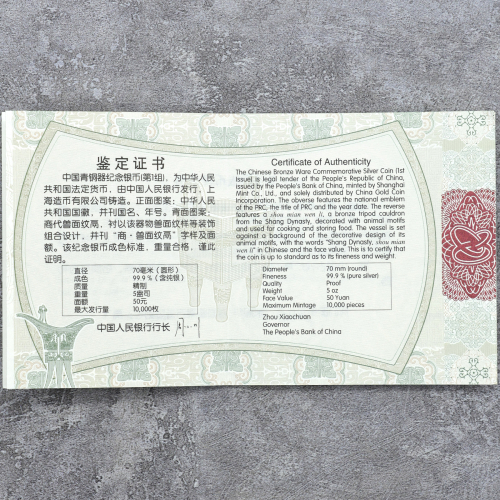 鉴定证书
中国青铜器纪念银币(第1组)，为中华人民
共和国法定货币，由中国人民银行发行，上
海造币有限公司铸造。正面图案：中华人民
共和国国徽，并刊国名、年号。背面图案：
商代兽面纹鬲，衬以该器物兽面纹样等装饰
组合设计，并刊“商·兽面纹鬲”字样及面
额。该纪念银币成色标准，重量合格，谨此
证明。
直径 70毫米（圆形）
成色 99.9％（含纯银）
质量 精制
重量 5盎司
面额 50元
最大发行量 10,000枚
中国人民银行行长
Certificate of Authenticity
The Chinese Bronze Ware Commemorative Silver Coin (1st
Issue) is legal tender of the People's Republic of China,
issued by the People's Bank of China, minted by Shanghai
Mint Co., Ltd., and solely distributed by China Gold Coin
Incorporation. The obverse features the national emblem
of the PRC, the title of PRC and the year date. The reverse
features a shou mian wen li, a bronze tripod cauldron
from the Shang Dynasty, decorated with animal motifs
and used for cooking and storing food. The vessel is set
against a background of the decorative design of its
animal motifs, with the words "Shang Dynasty, shou mian
wen li" in Chinese and the face value. This is to certify that
the coin is up to standard as to its fineness and weight.
Diameter 70 mm (round)
Fineness 99.9 % (pure silver)
Quality Proof
Weight 5 oz
Face Value 50 Yuan
Maximum Mintage 10,000 pieces
Zhou Xiaochuan
Governor
The People's Bank of China